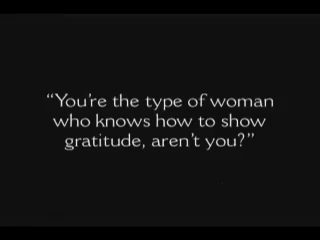 “You’re the type of woman
who knows how to show
gratitude, aren’t you?”